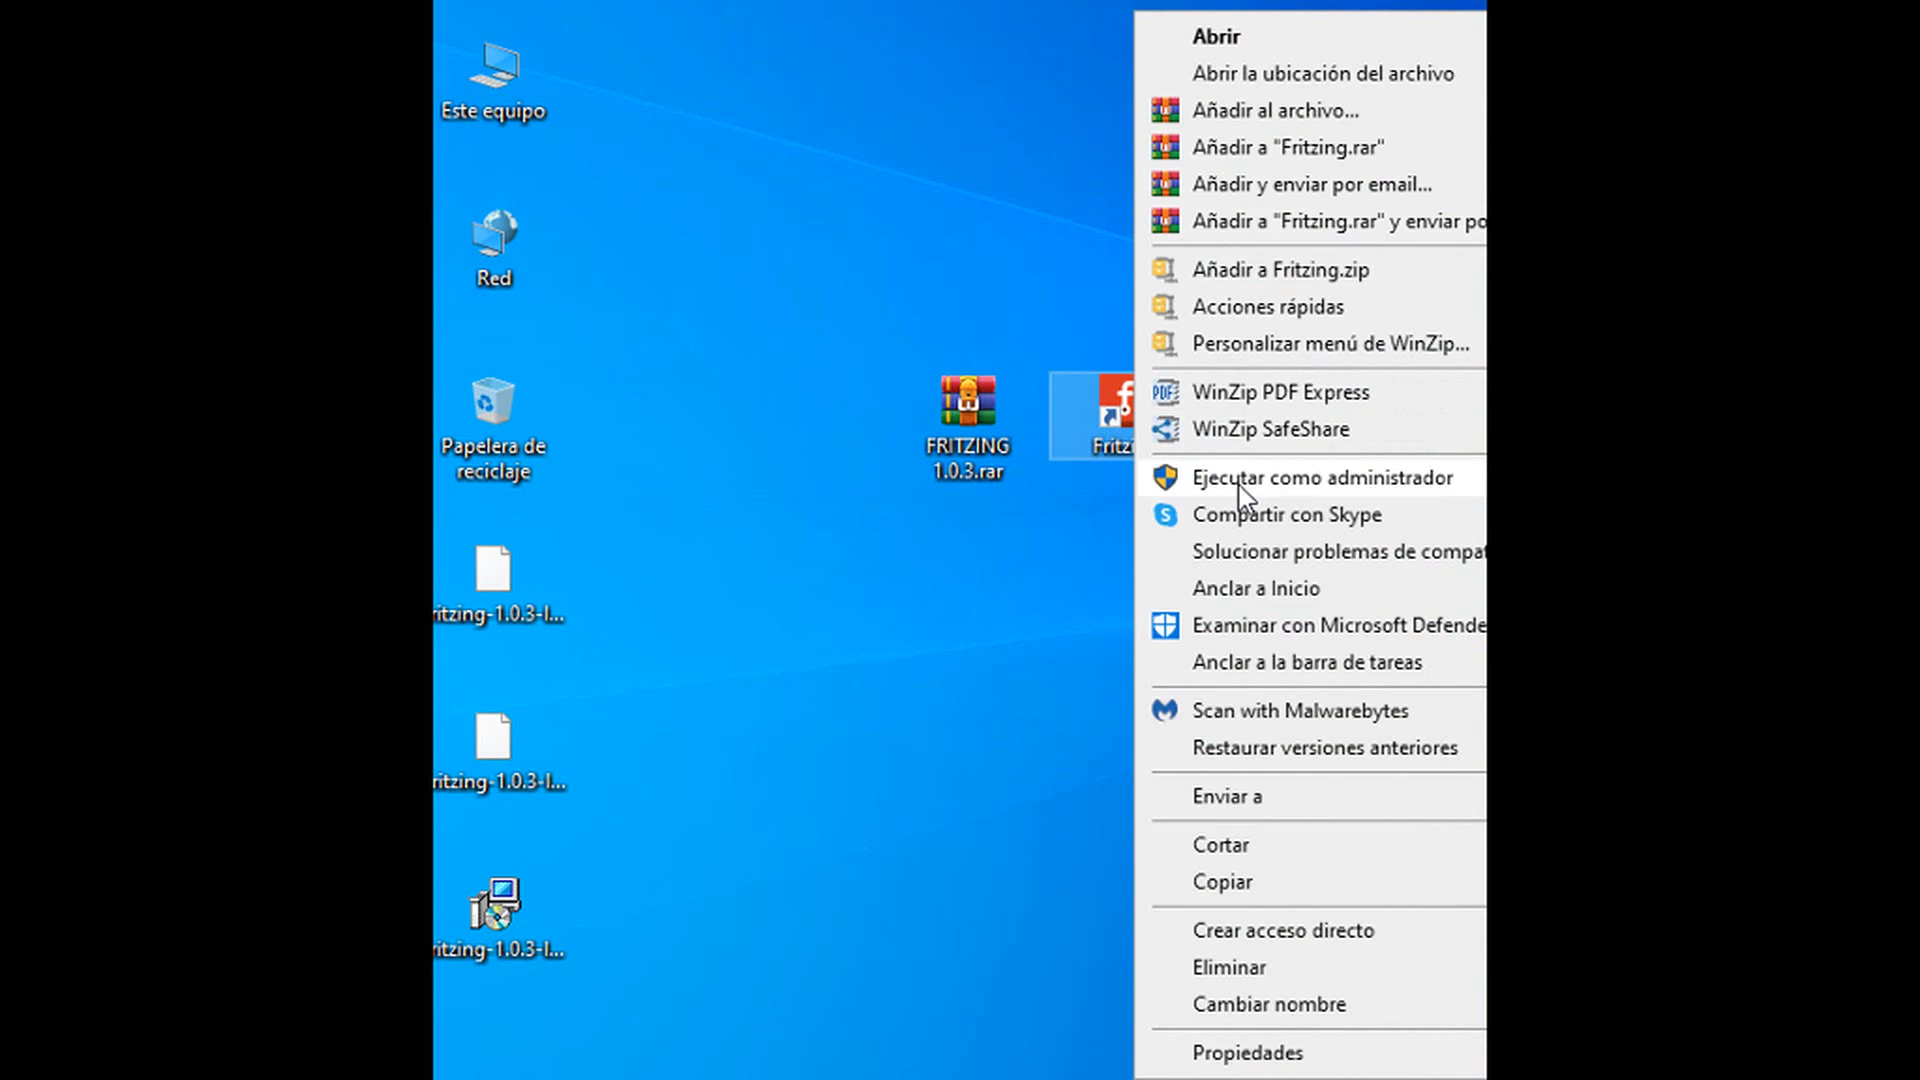 Este equipo
Red
Papelera de
reciclaje
ritzing-1.0.3-I...
ritzing-1.0.3-I...
ritzing-1.0.3-I...
FRITZING
1.0.3.rar
Fritzi
Abrir
Abrir la ubicación del archivo
Añadir al archivo...
Añadir a "Fritzing.rar"
Añadir y enviar por email...
Añadir a "Fritzing.rar" y enviar po
Añadir a Fritzing.zip
Acciones rápidas
Personalizar menú de WinZip...
WinZip PDF Express
WinZip SafeShare
Ejecutar como administrador
Compartir con Skype
Solucionar problemas de compat
Anclar a Inicio
Examinar con Microsoft Defende
Anclar a la barra de tareas
Scan with Malwarebytes
Restaurar versiones anteriores
Enviar a
Cortar
Copiar
Crear acceso directo
Eliminar
Cambiar nombre
Propiedades